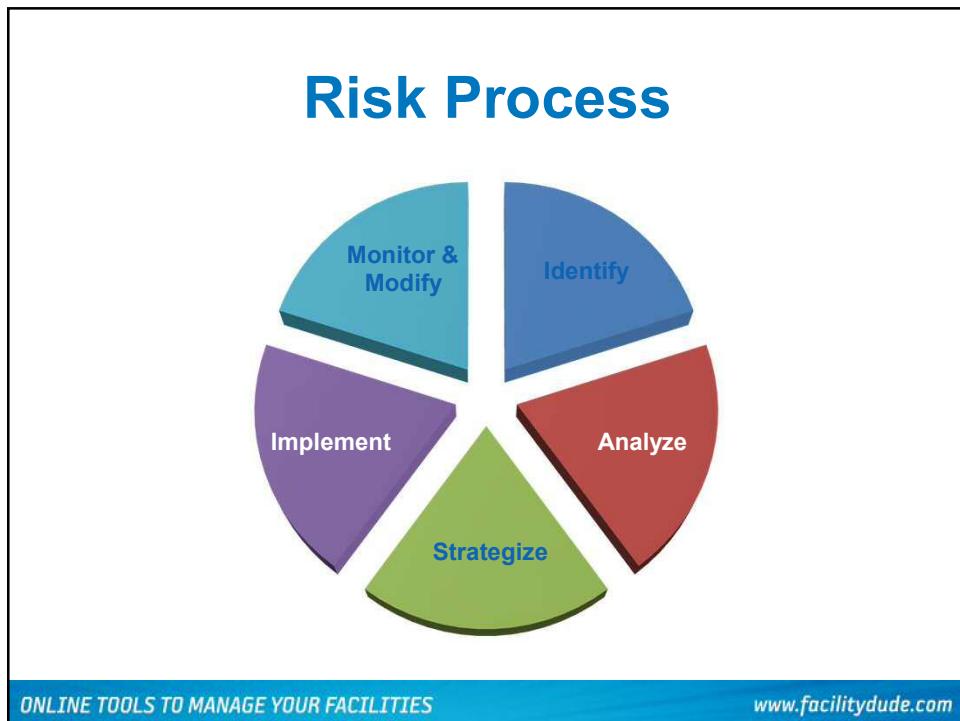 Risk Process
Monitor &
Modify
Identify
Implement
Analyze
Strategize
ONLINE TOOLS TO MANAGE YOUR FACILITIES
www.facilitydude.com